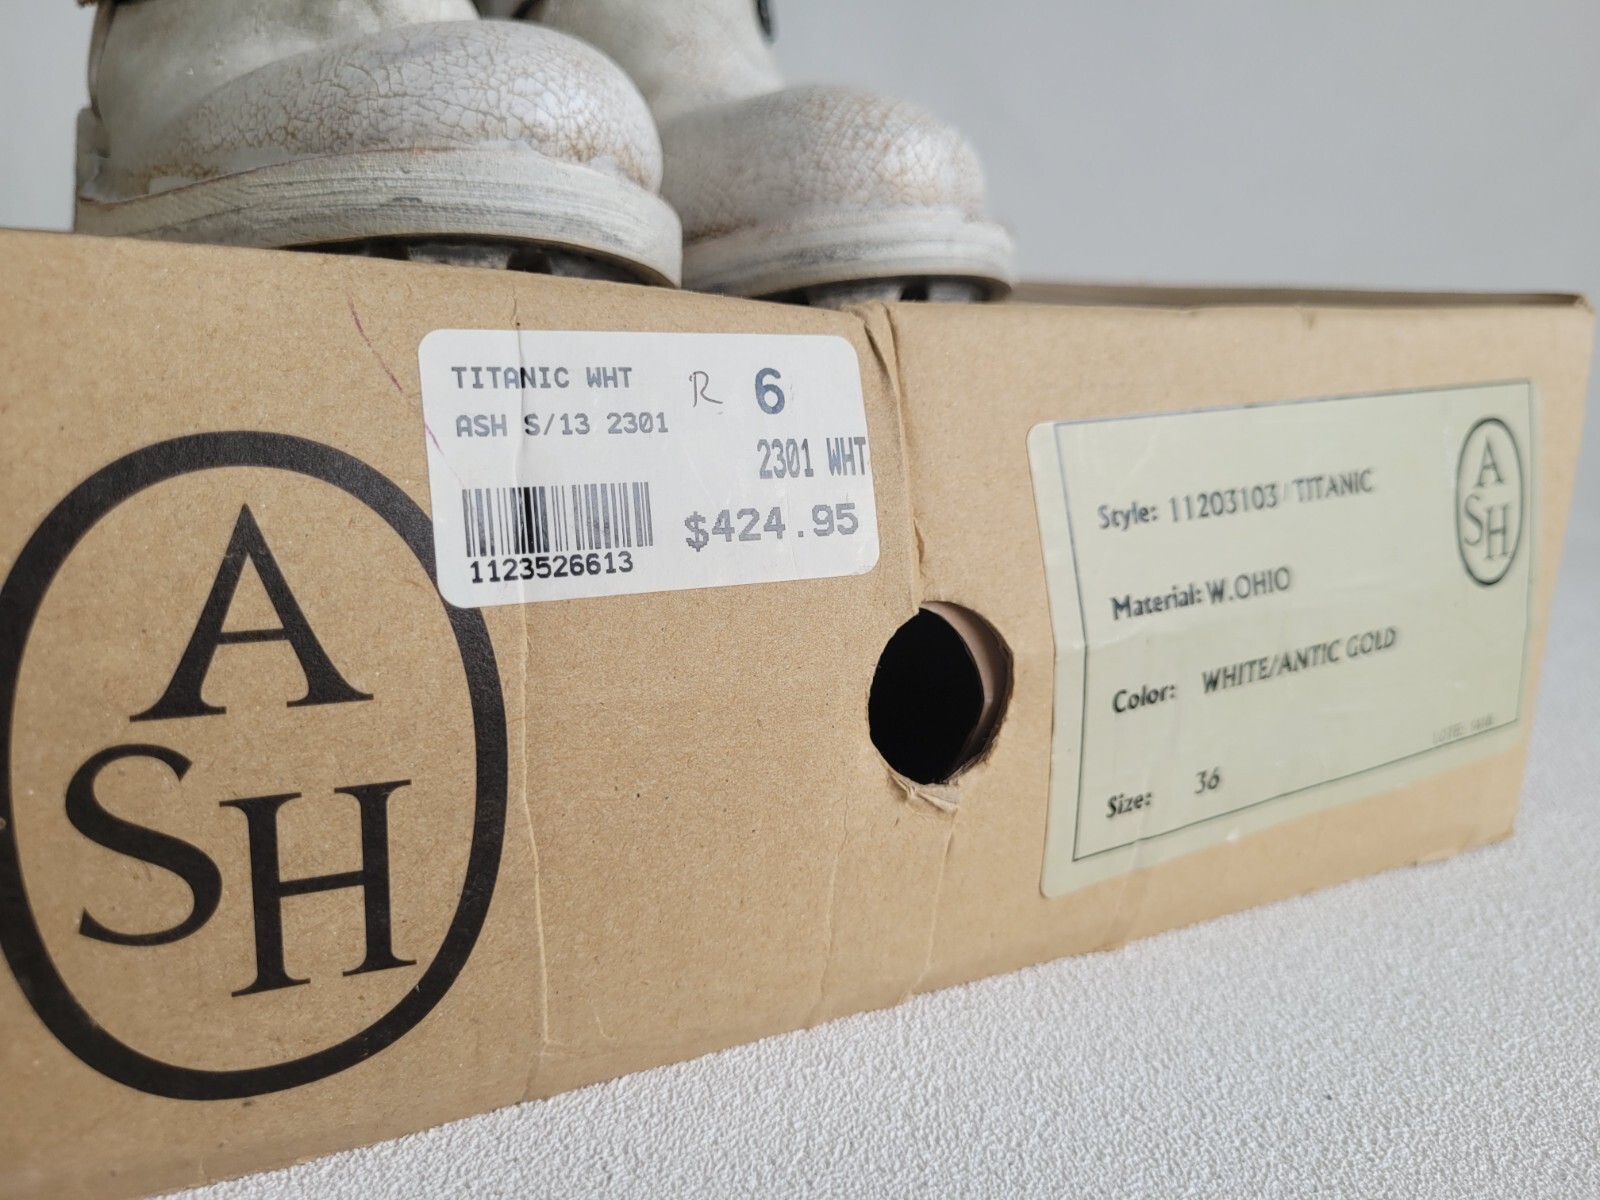 TITANIC WHT
R 6
ASH S/13 2301
2301 WHT
$424.95
1123526613
A
SH
Style: 11203103/TITANIC
Material: W.OHIO
Color: WHITE/ANTIC GOLD
Size: 36
A
SH